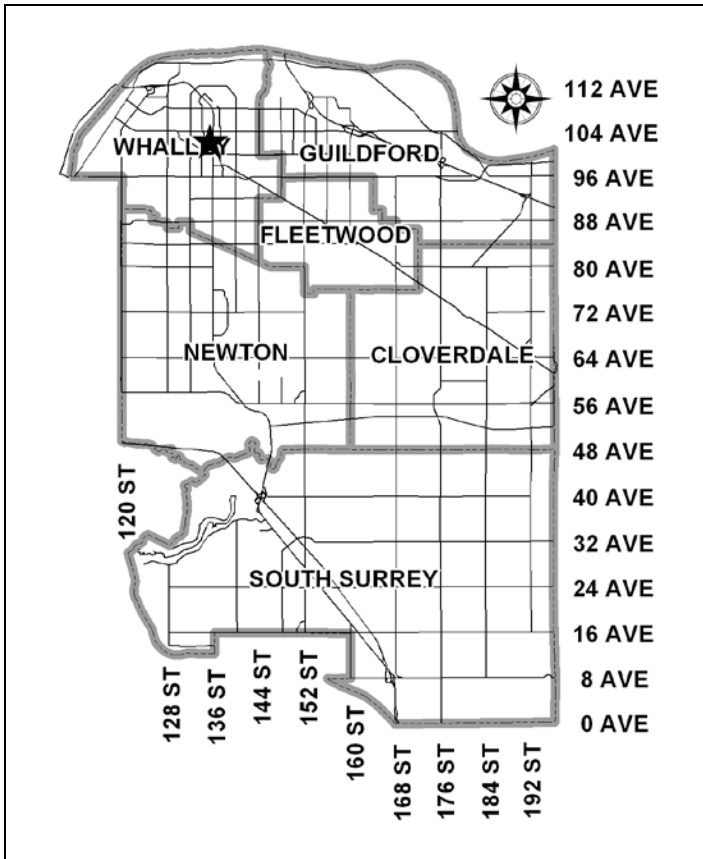 112 AVE
104 AVE
WHALLEY
GUILDFORD
96 AVE
88 AVE
FLEETWOOD
80 AVE
72 AVE
NEWTON
CLOVERDALE
64 AVE
56 AVE
48 AVE
120 ST
40 AVE
32 AVE
SOUTH SURREY
24 AVE
16 AVE
128 ST
136 ST
144 ST
152 ST
160 ST
8 AVE
0 AVE
168 ST
176 ST
184 ST
192 ST